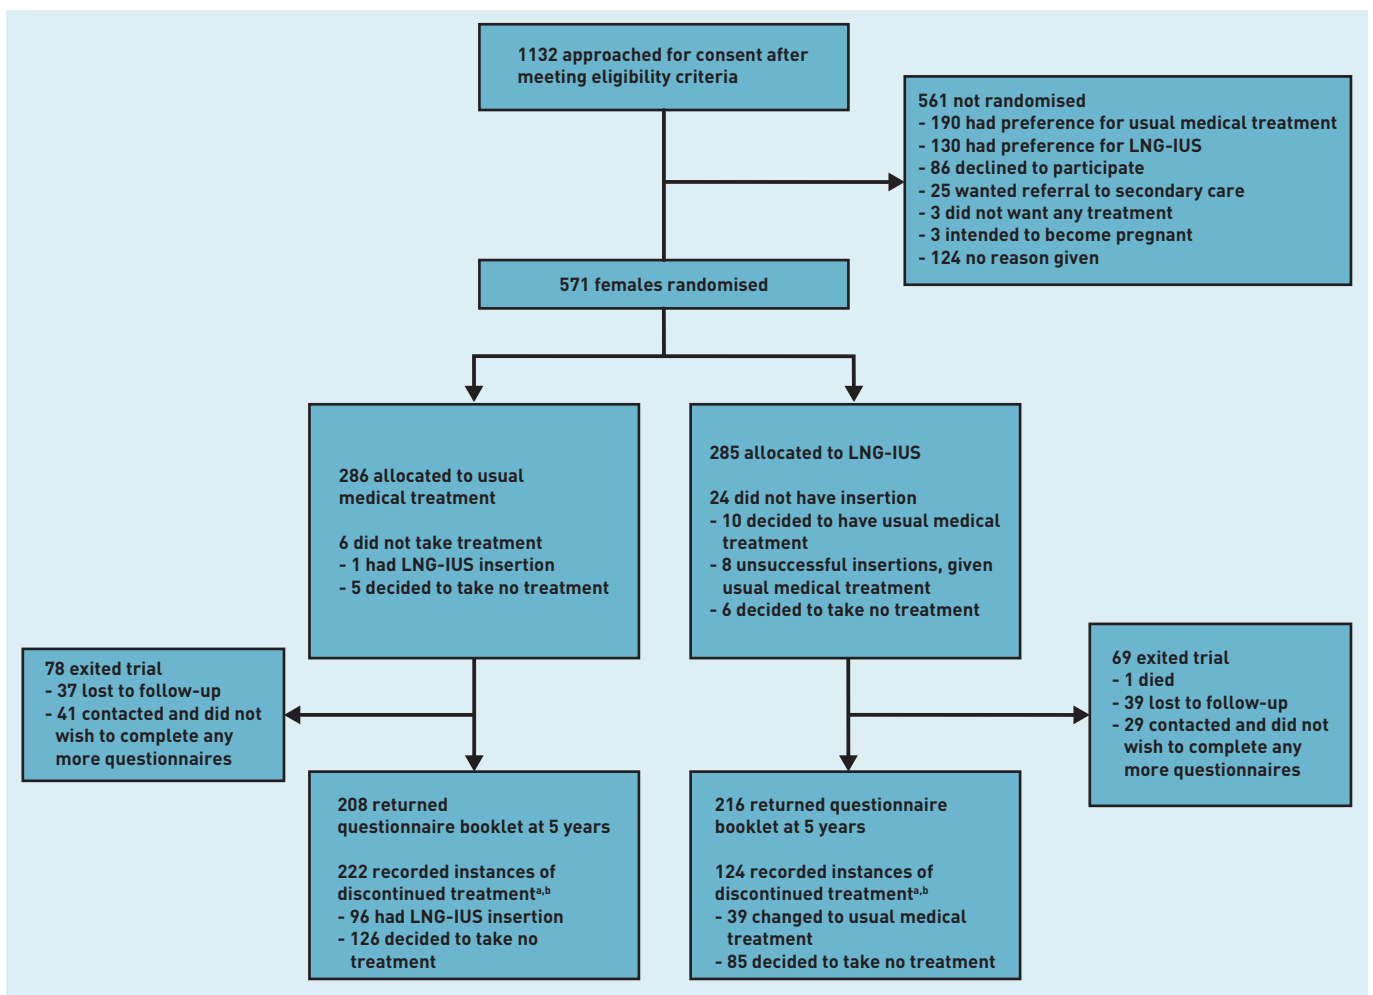 1132 approached for consent after
meeting eligibility criteria
561 not randomised
- 190 had preference for usual medical treatment
- 130 had preference for LNG-IUS
- 86 declined to participate
- 25 wanted referral to secondary care
- 3 did not want any treatment
- 3 intended to become pregnant
- 124 no reason given
571 females randomised
286 allocated to usual
medical treatment
6 did not take treatment
- 1 had LNG-IUS insertion
- 5 decided to take no treatment
285 allocated to LNG-IUS
24 did not have insertion
- 10 decided to have usual medical
treatment
- 8 unsuccessful insertions, given
usual medical treatment
- 6 decided to take no treatment
78 exited trial
- 37 lost to follow-up
- 41 contacted and did not
wish to complete any
more questionnaires
69 exited trial
- 1 died
- 39 lost to follow-up
- 29 contacted and did not
wish to complete any
more questionnaires
208 returned
questionnaire booklet at 5 years
222 recorded instances of
discontinued treatmentᵃ,ᵇ
- 96 had LNG-IUS insertion
- 126 decided to take no
treatment
216 returned questionnaire
booklet at 5 years
124 recorded instances of
discontinued treatmentᵃ,ᵇ
- 39 changed to usual medical
treatment
- 85 decided to take no treatment